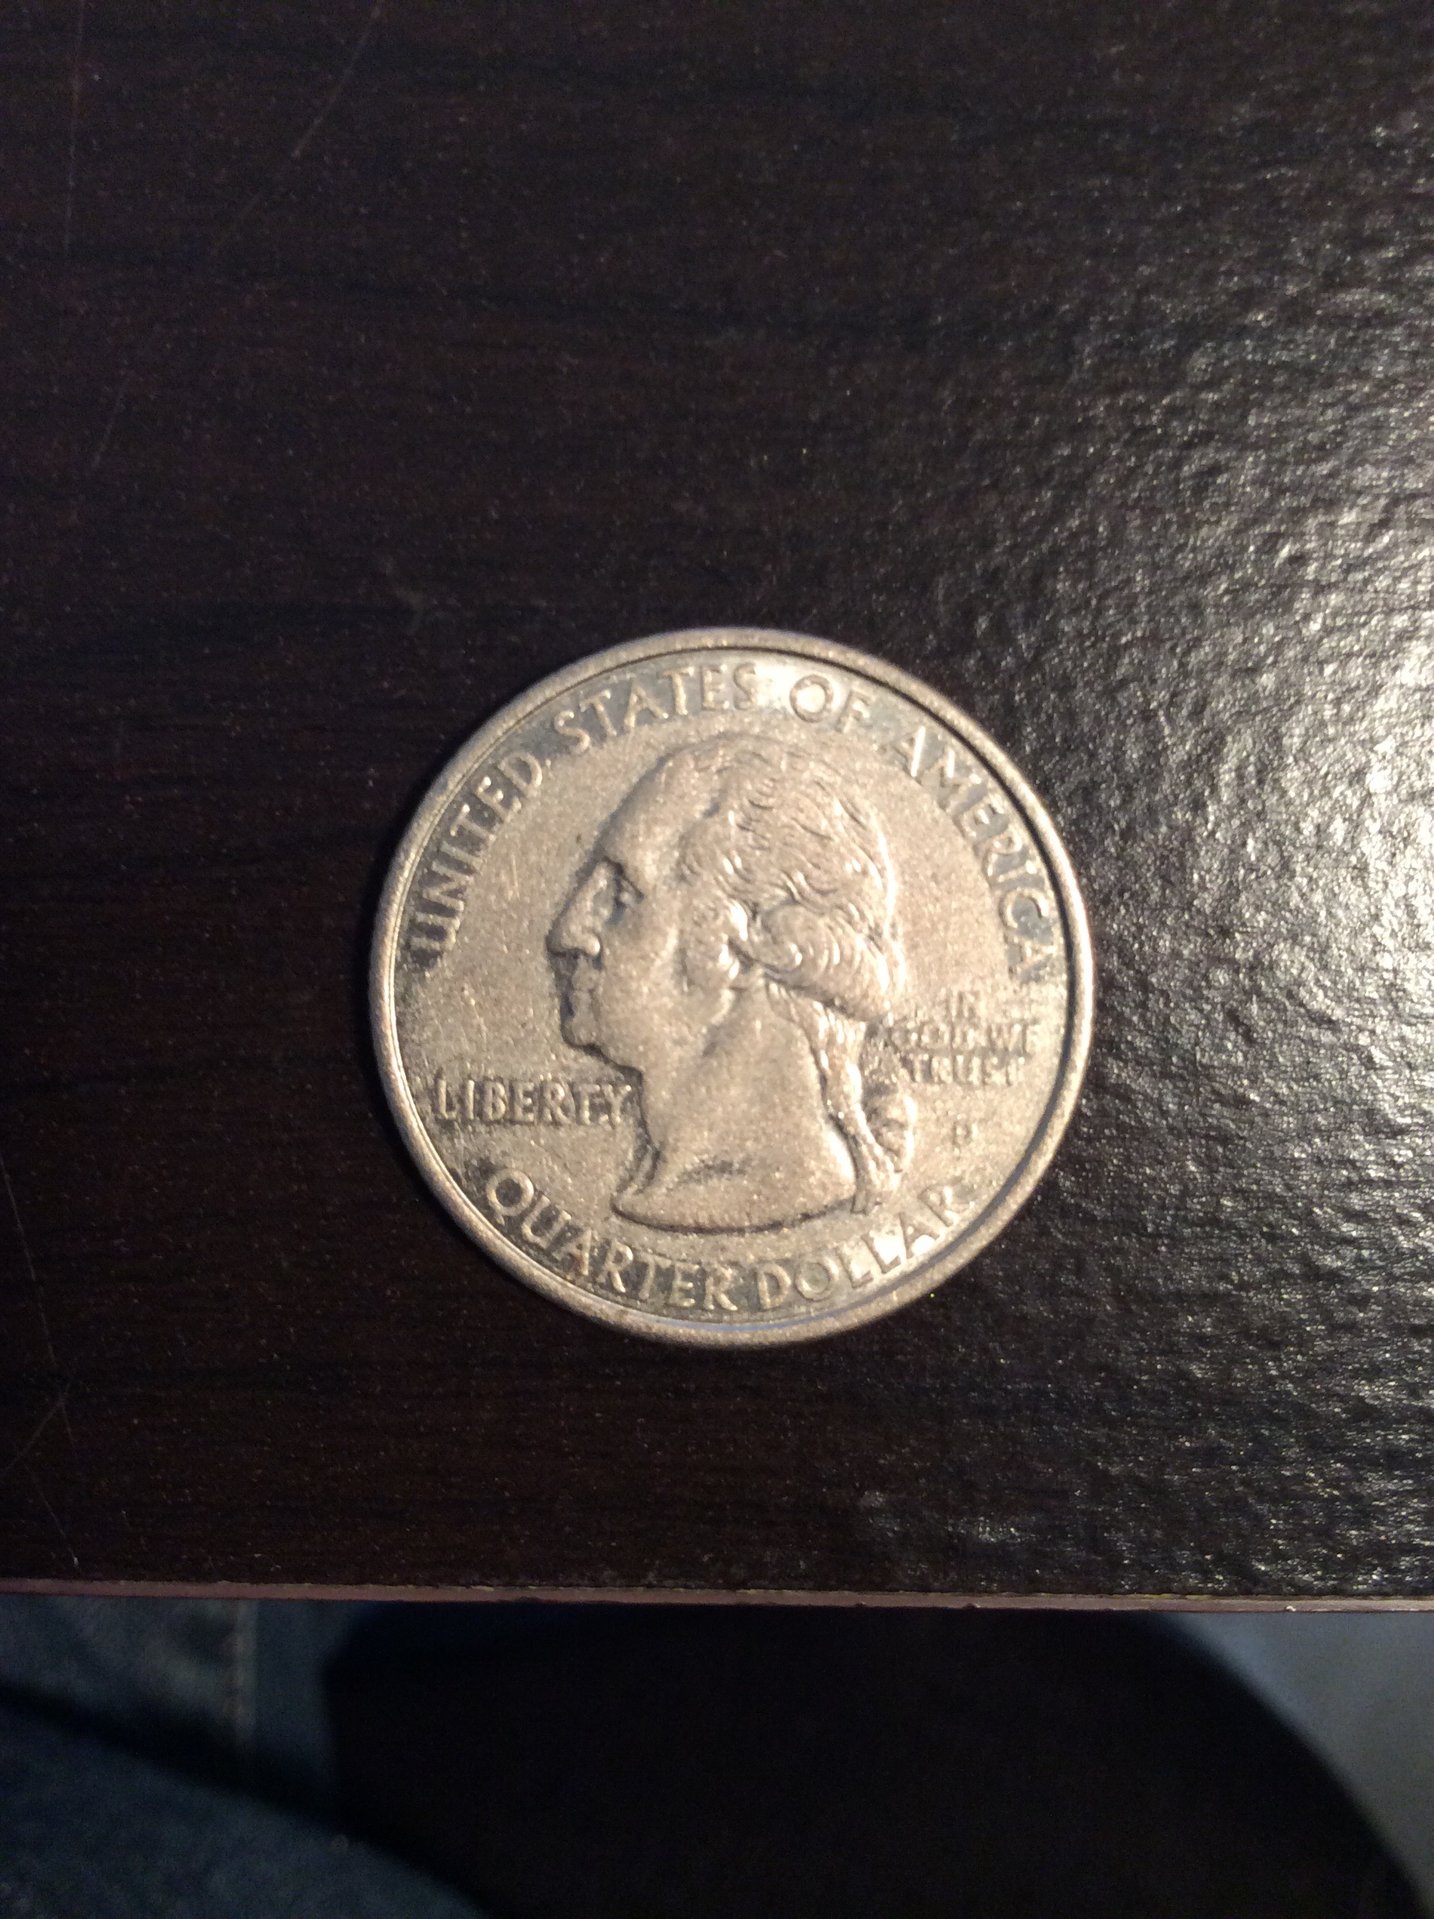 UNITED STATES OF AMERICA
LIBERTY
IN
GOD WE
TRUST
P
QUARTER DOLLAR